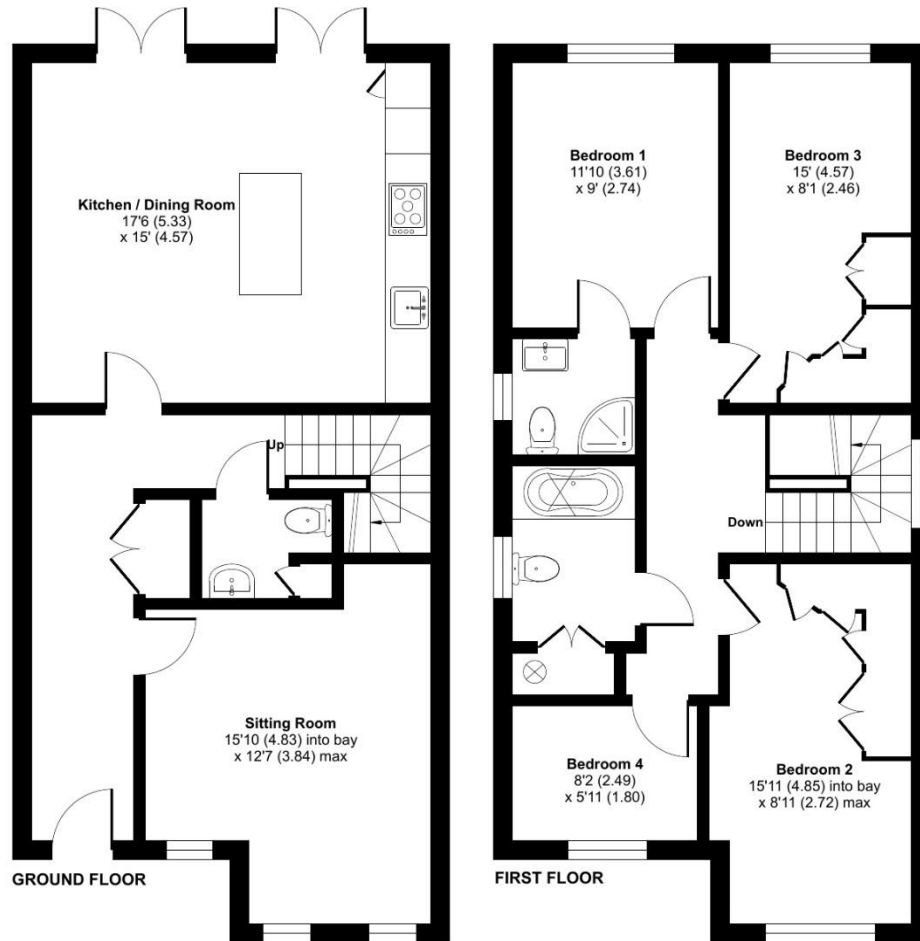 Kitchen / Dining Room
17'6 (5.33)
x 15' (4.57)
Up
Sitting Room
15'10 (4.83) into bay
x 12'7 (3.84) max
GROUND FLOOR
Bedroom 1
11'10 (3.61)
x 9' (2.74)
Bedroom 3
15' (4.57)
x 8'1 (2.46)
Down
Bedroom 4
8'2 (2.49)
x 5'11 (1.80)
Bedroom 2
15'11 (4.85) into bay
x 8'11 (2.72) max
FIRST FLOOR